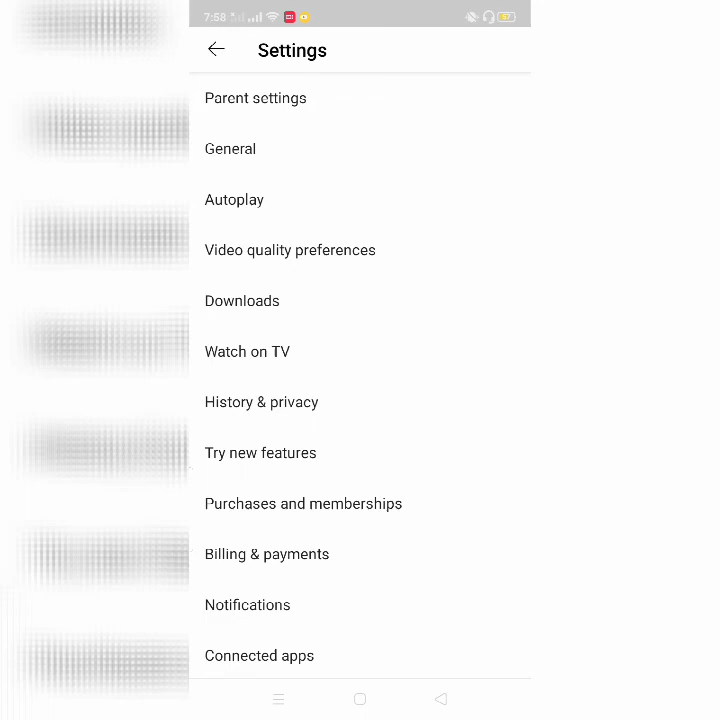 7:58
57
Settings
Parent settings
General
Autoplay
Video quality preferences
Downloads
Watch on TV
History & privacy
Try new features
Purchases and memberships
Billing & payments
Notifications
Connected apps